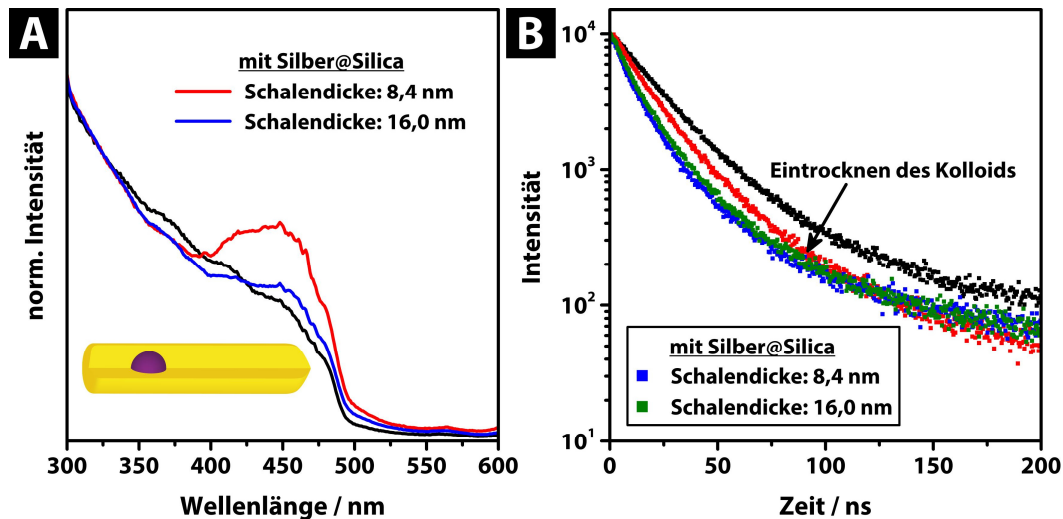 A
mit Silber@Silica
Schalendicke: 8,4 nm
Schalendicke: 16,0 nm
norm. Intensität
300 350 400 450 500 550 600
Wellenlänge / nm
B
10⁴
10³
10²
10¹
Intensität
Eintrocknen des Kolloids
mit Silber@Silica
Schalendicke: 8,4 nm
Schalendicke: 16,0 nm
0 50 100 150 200
Zeit / ns